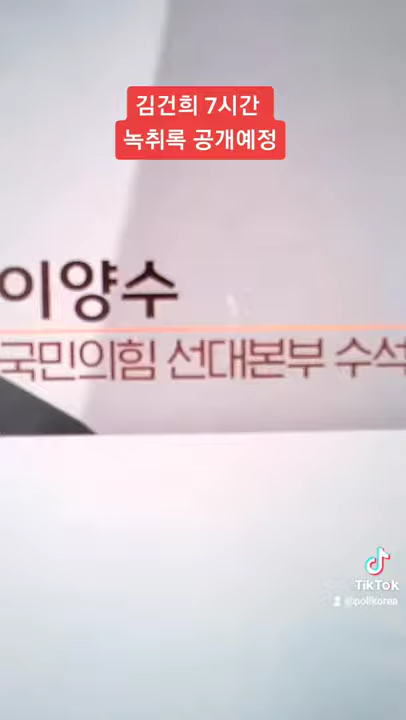 김건희 7시간
녹취록 공개예정
이양수
국민의힘 선대본부 수석
TikTok
@pollkorea